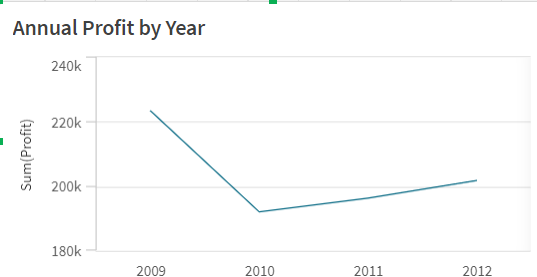 Annual Profit by Year
240k
220k
200k
180k
Sum(Profit)
2009 2010 2011 2012